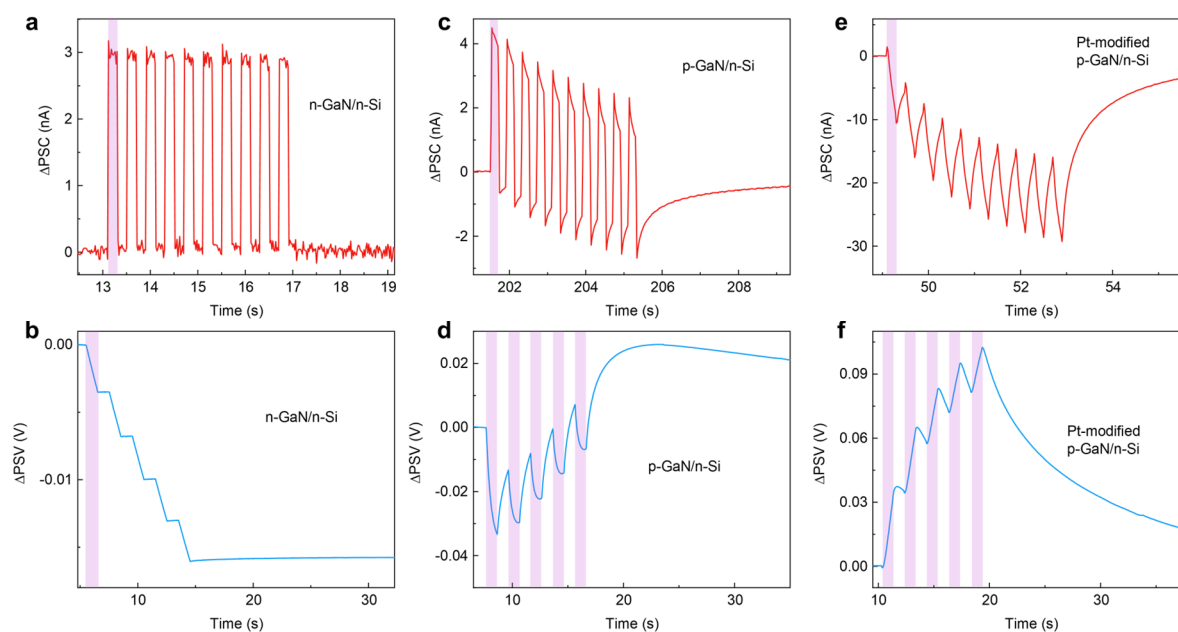 a
3
2
1
0
ΔPSC (nA)
n-GaN/n-Si
13 14 15 16 17 18 19
Time (s)
c
4
2
0
-2
ΔPSC (nA)
p-GaN/n-Si
202 204 206 208
Time (s)
e
0
-10
-20
-30
ΔPSC (nA)
Pt-modified
p-GaN/n-Si
50 52 54
Time (s)
b
0.00
-0.01
ΔPSV (V)
n-GaN/n-Si
10 20 30
Time (s)
d
0.02
0.00
-0.02
-0.04
ΔPSV (V)
p-GaN/n-Si
10 20 30
Time (s)
f
0.09
0.06
0.03
0.00
ΔPSV (V)
Pt-modified
p-GaN/n-Si
10 20 30
Time (s)